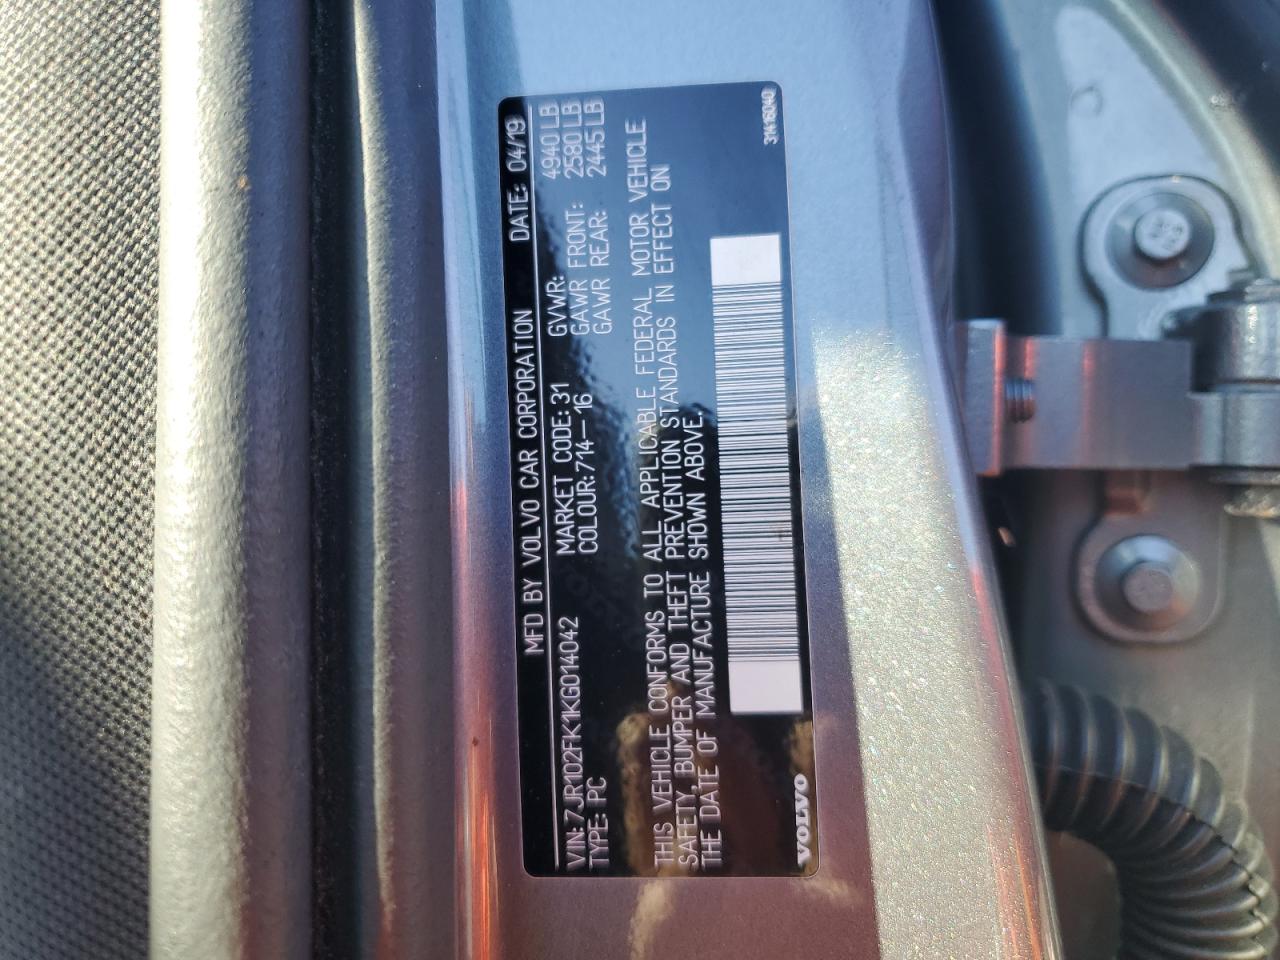 MFD BY VOLVO CAR CORPORATION DATE: 04/19
VIN: 7JR102FK1KG014042 MARKET CODE: 31 GVWR: 4940 LB
TYPE: PC COLOUR: 714-16 GAWR FRONT: 2580 LB
GAWR REAR: 2445 LB
THIS VEHICLE CONFORMS TO ALL APPLICABLE FEDERAL MOTOR VEHICLE
SAFETY, BUMPER AND THEFT PREVENTION STANDARDS IN EFFECT ON
THE DATE OF MANUFACTURE SHOWN ABOVE.
VOLVO 31416040